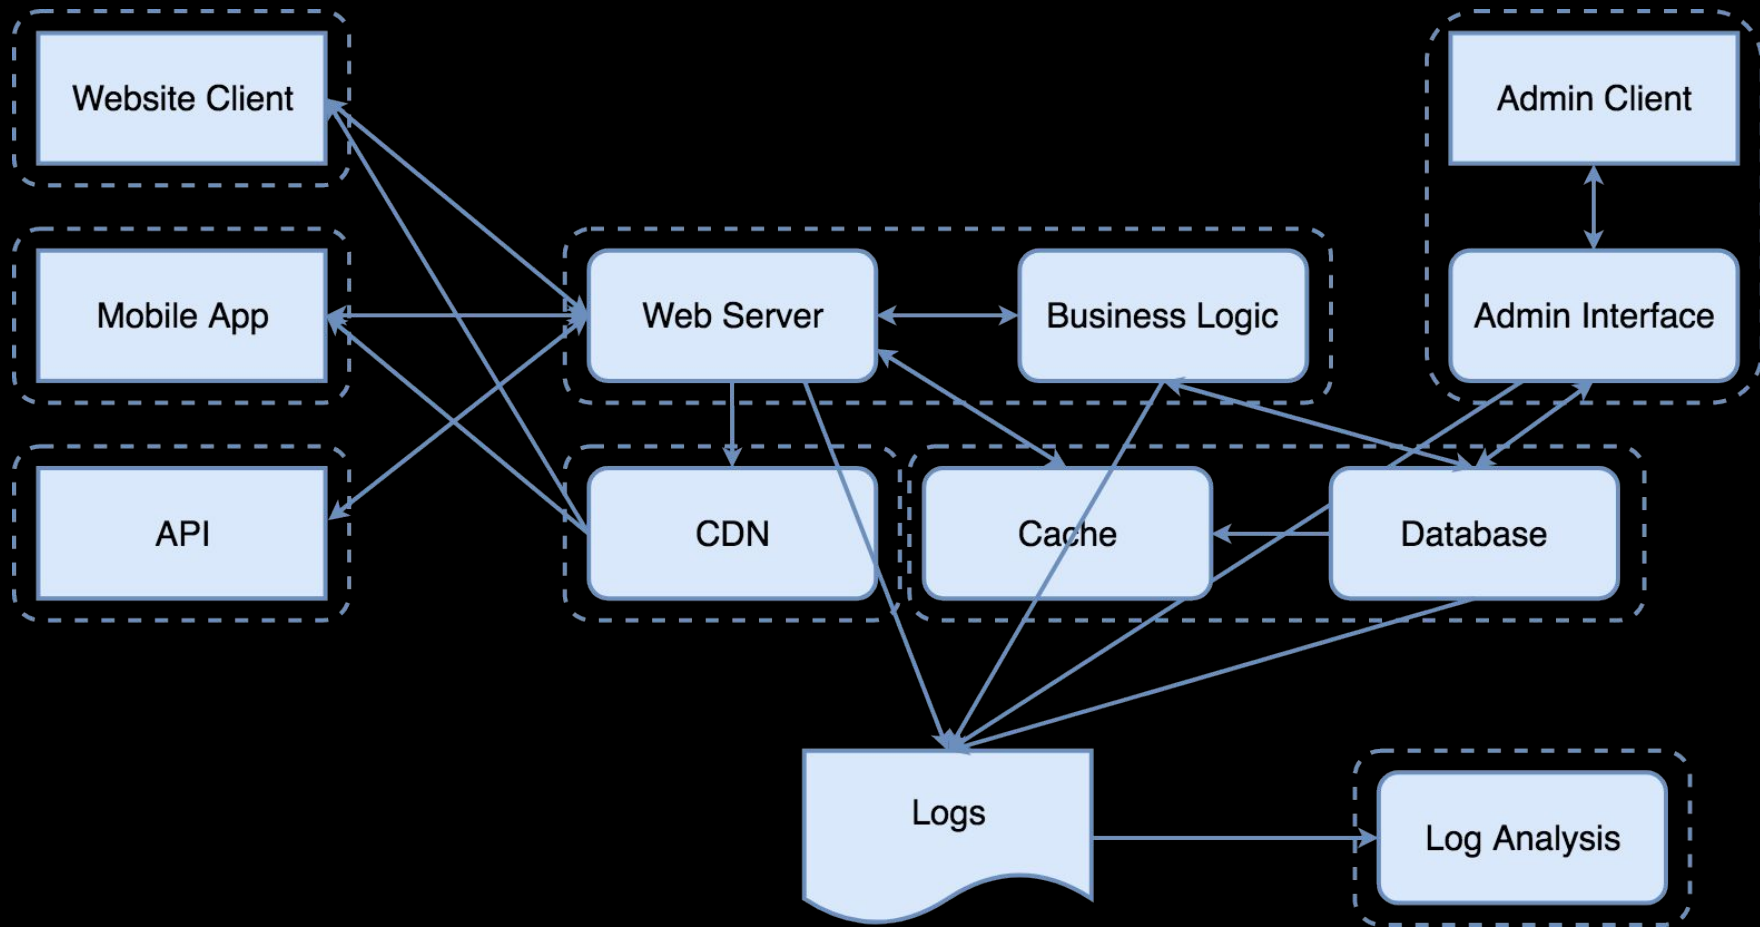 Website Client
Admin Client
Mobile App
Web Server
Business Logic
Admin Interface
API
CDN
Cache
Database
Logs
Log Analysis